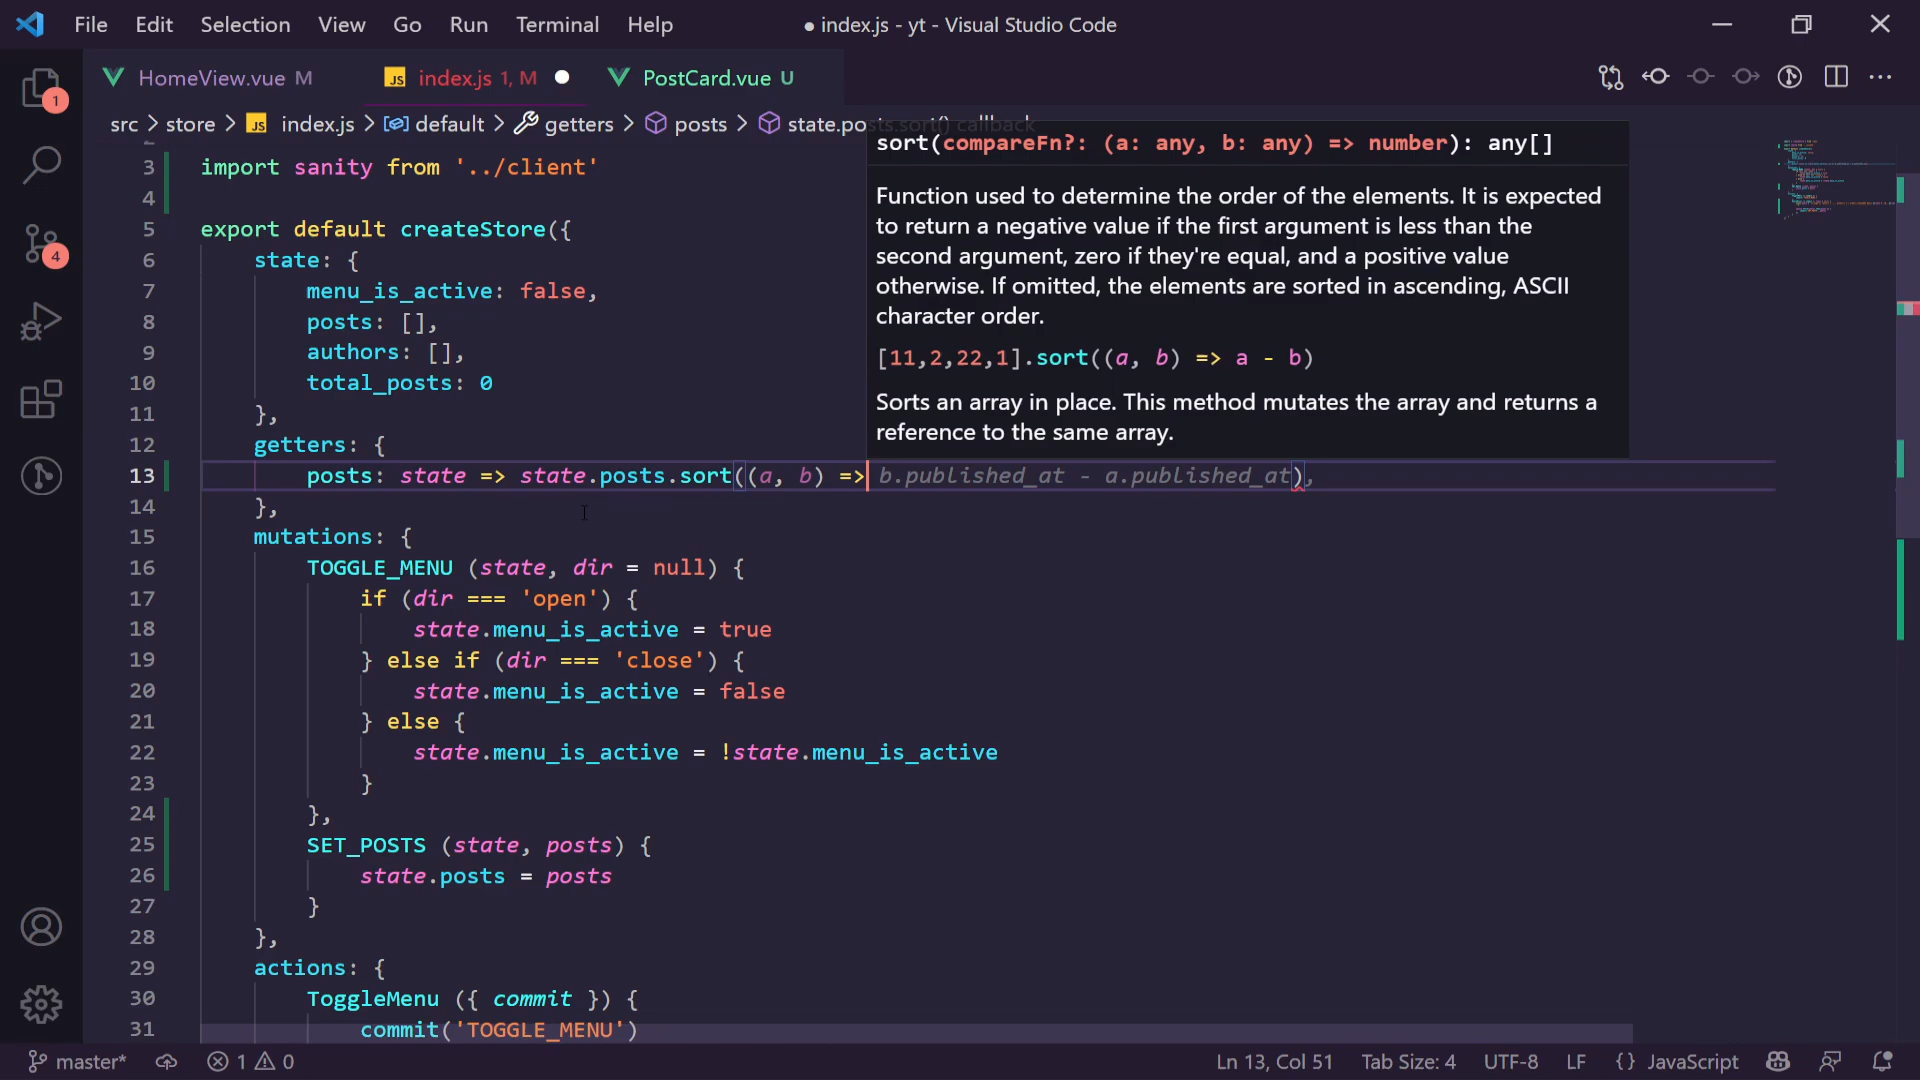 File Edit Selection View Go Run Terminal Help
● index.js - yt - Visual Studio Code
HomeView.vue M
JS index.js 1, M
PostCard.vue U
src > store > JS index.js > default > getters > posts > state.posts.sort() callback
sort(compareFn?: (a: any, b: any) => number): any[]
Function used to determine the order of the elements. It is expected
to return a negative value if the first argument is less than the
second argument, zero if they're equal, and a positive value
otherwise. If omitted, the elements are sorted in ascending, ASCII
character order.
[11,2,22,1].sort((a, b) => a - b)
Sorts an array in place. This method mutates the array and returns a
reference to the same array.
1
4
2
3 import sanity from '../client'
4
5 export default createStore({
6 state: {
7 menu_is_active: false,
8 posts: [],
9 authors: [],
10 total_posts: 0
11 },
12 getters: {
13 posts: state => state.posts.sort((a, b) => b.published_at - a.published_at),
14 },
15 mutations: {
16 TOGGLE_MENU (state, dir = null) {
17 if (dir === 'open') {
18 state.menu_is_active = true
19 } else if (dir === 'close') {
20 state.menu_is_active = false
21 } else {
22 state.menu_is_active = !state.menu_is_active
23 }
24 },
25 SET_POSTS (state, posts) {
26 state.posts = posts
27 }
28 },
29 actions: {
30 ToggleMenu ({ commit }) {
31 commit('TOGGLE_MENU')
master* 1 0 Ln 13, Col 51 Tab Size: 4 UTF-8 LF {} JavaScript